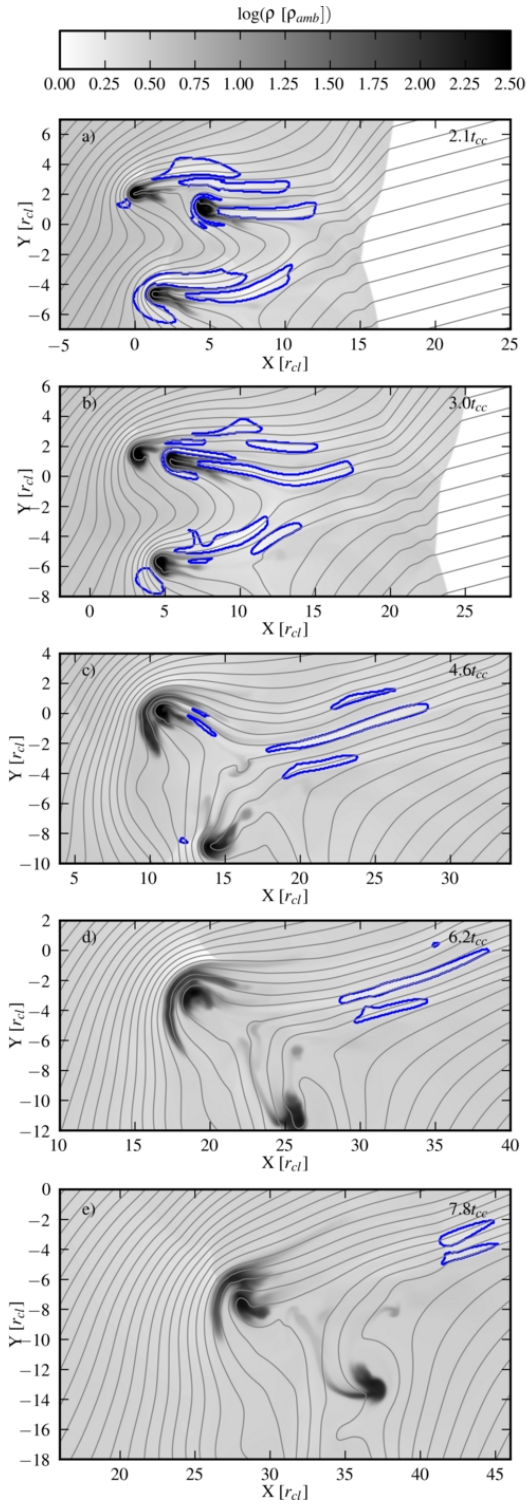 log(ρ [ρ_amb])
0.00 0.25 0.50 0.75 1.00 1.25 1.50 1.75 2.00 2.25 2.50
a) 2.1t_cc
6
4
2
0
−2
−4
−6
Y [r_cl]
−5 0 5 10 15 20 25
X [r_cl]
b) 3.0t_cc
6
4
2
0
−2
−4
−6
−8
Y [r_cl]
0 5 10 15 20 25
X [r_cl]
c) 4.6t_cc
4
2
0
−2
−4
−6
−8
−10
Y [r_cl]
5 10 15 20 25 30
X [r_cl]
d) 6.2t_cc
2
0
−2
−4
−6
−8
−10
−12
Y [r_cl]
10 15 20 25 30 35 40
X [r_cl]
e) 7.8t_cc
0
−2
−4
−6
−8
−10
−12
−14
−16
−18
Y [r_cl]
20 25 30 35 40 45
X [r_cl]